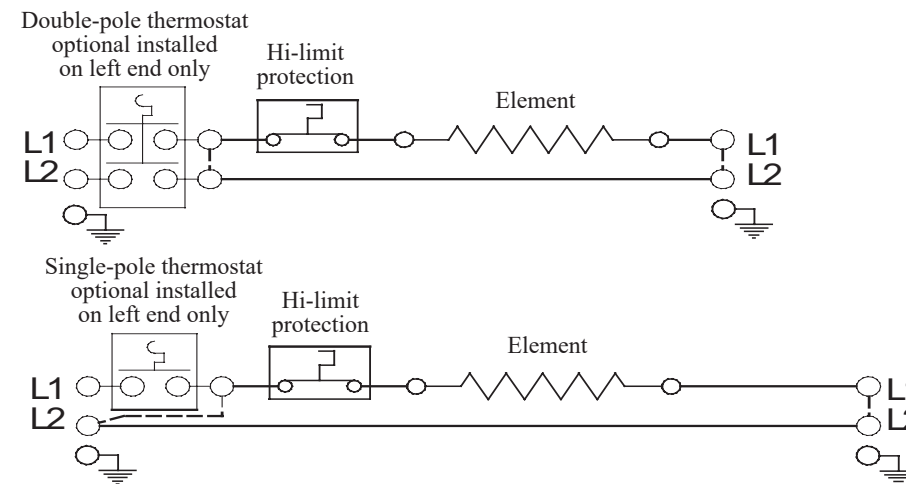 Double-pole thermostat
optional installed
on left end only
Hi-limit
protection
Element
L1
L1
L2
L2
Single-pole thermostat
optional installed
on left end only
Hi-limit
protection
Element
L1
L2